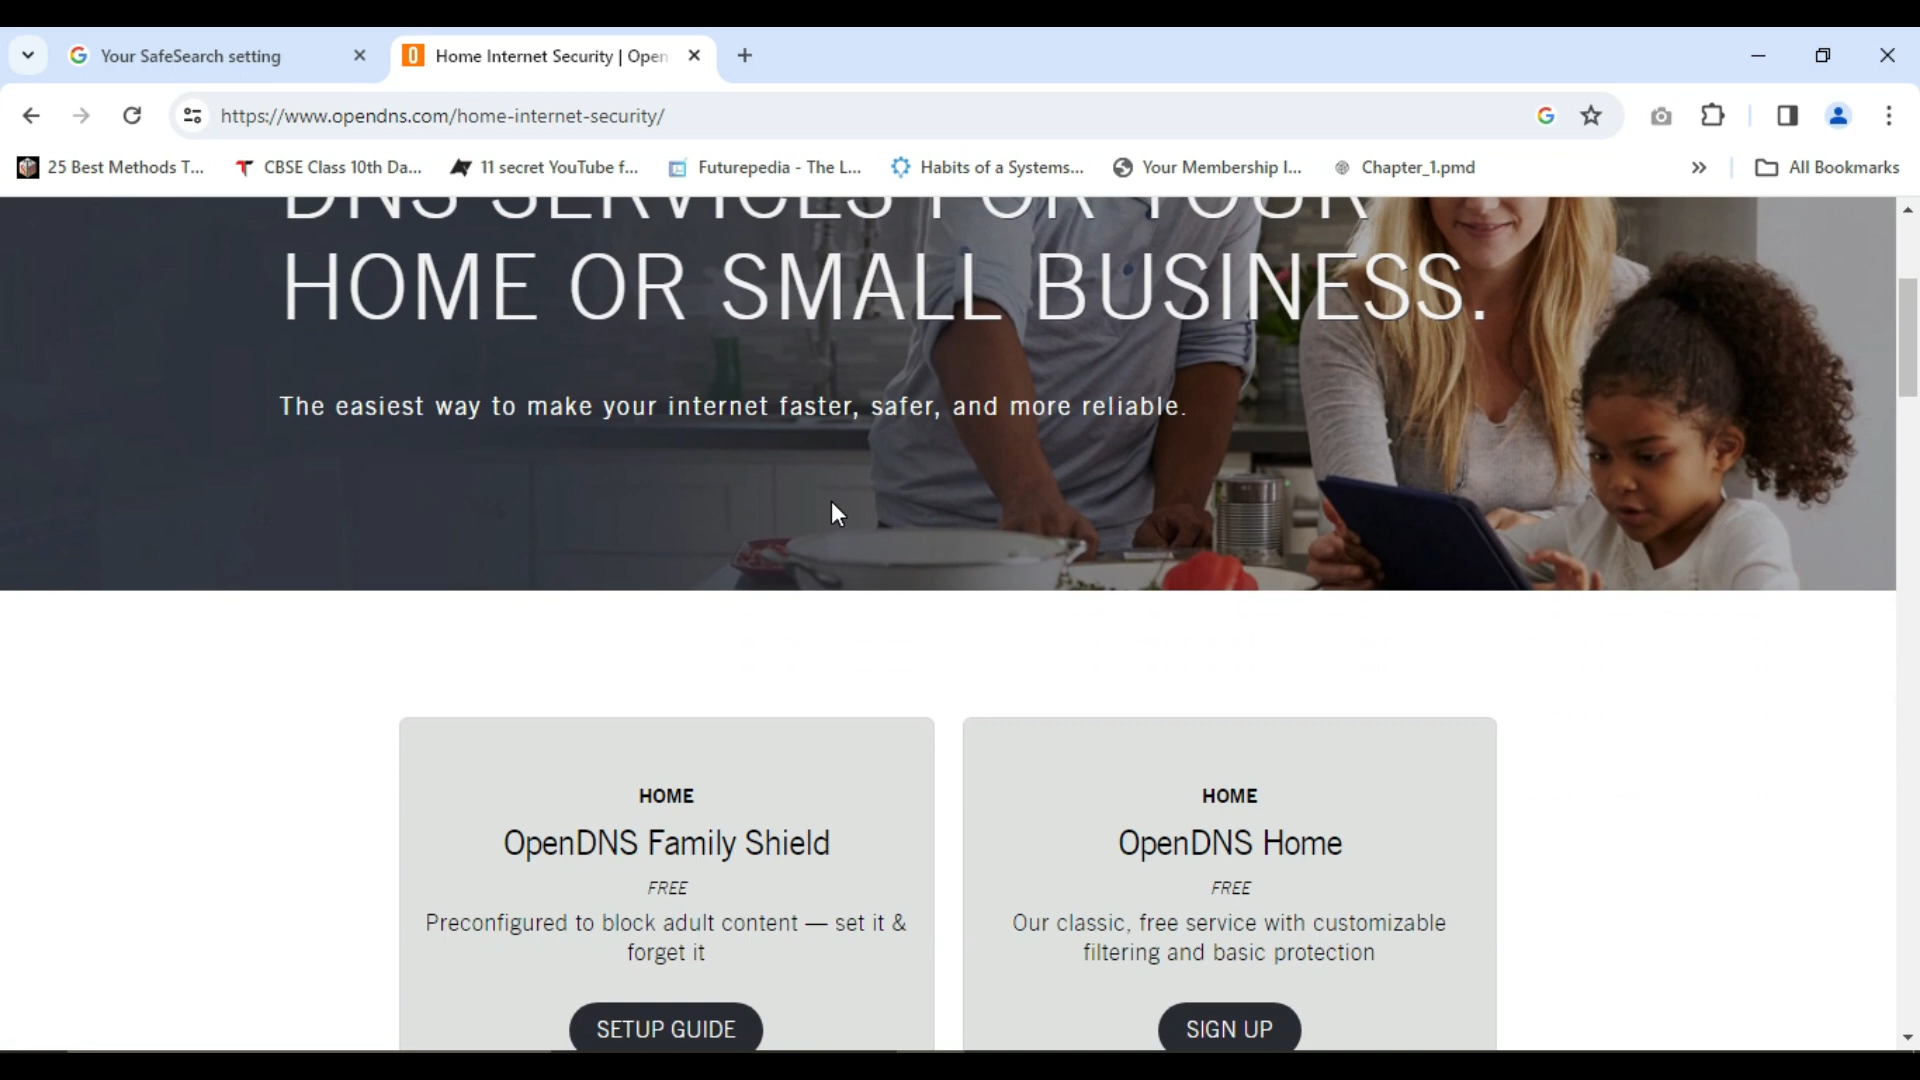 Your SafeSearch setting
Home Internet Security | Open
https://www.opendns.com/home-internet-security/
25 Best Methods T...
CBSE Class 10th Da...
11 secret YouTube f...
Futurepedia - The L...
Habits of a Systems...
Your Membership I...
Chapter_1.pmd
All Bookmarks
DNS SERVICES FOR YOUR
HOME OR SMALL BUSINESS.
The easiest way to make your internet faster, safer, and more reliable.
HOME
OpenDNS Family Shield
FREE
Preconfigured to block adult content — set it &
forget it
SETUP GUIDE
HOME
OpenDNS Home
FREE
Our classic, free service with customizable
filtering and basic protection
SIGN UP